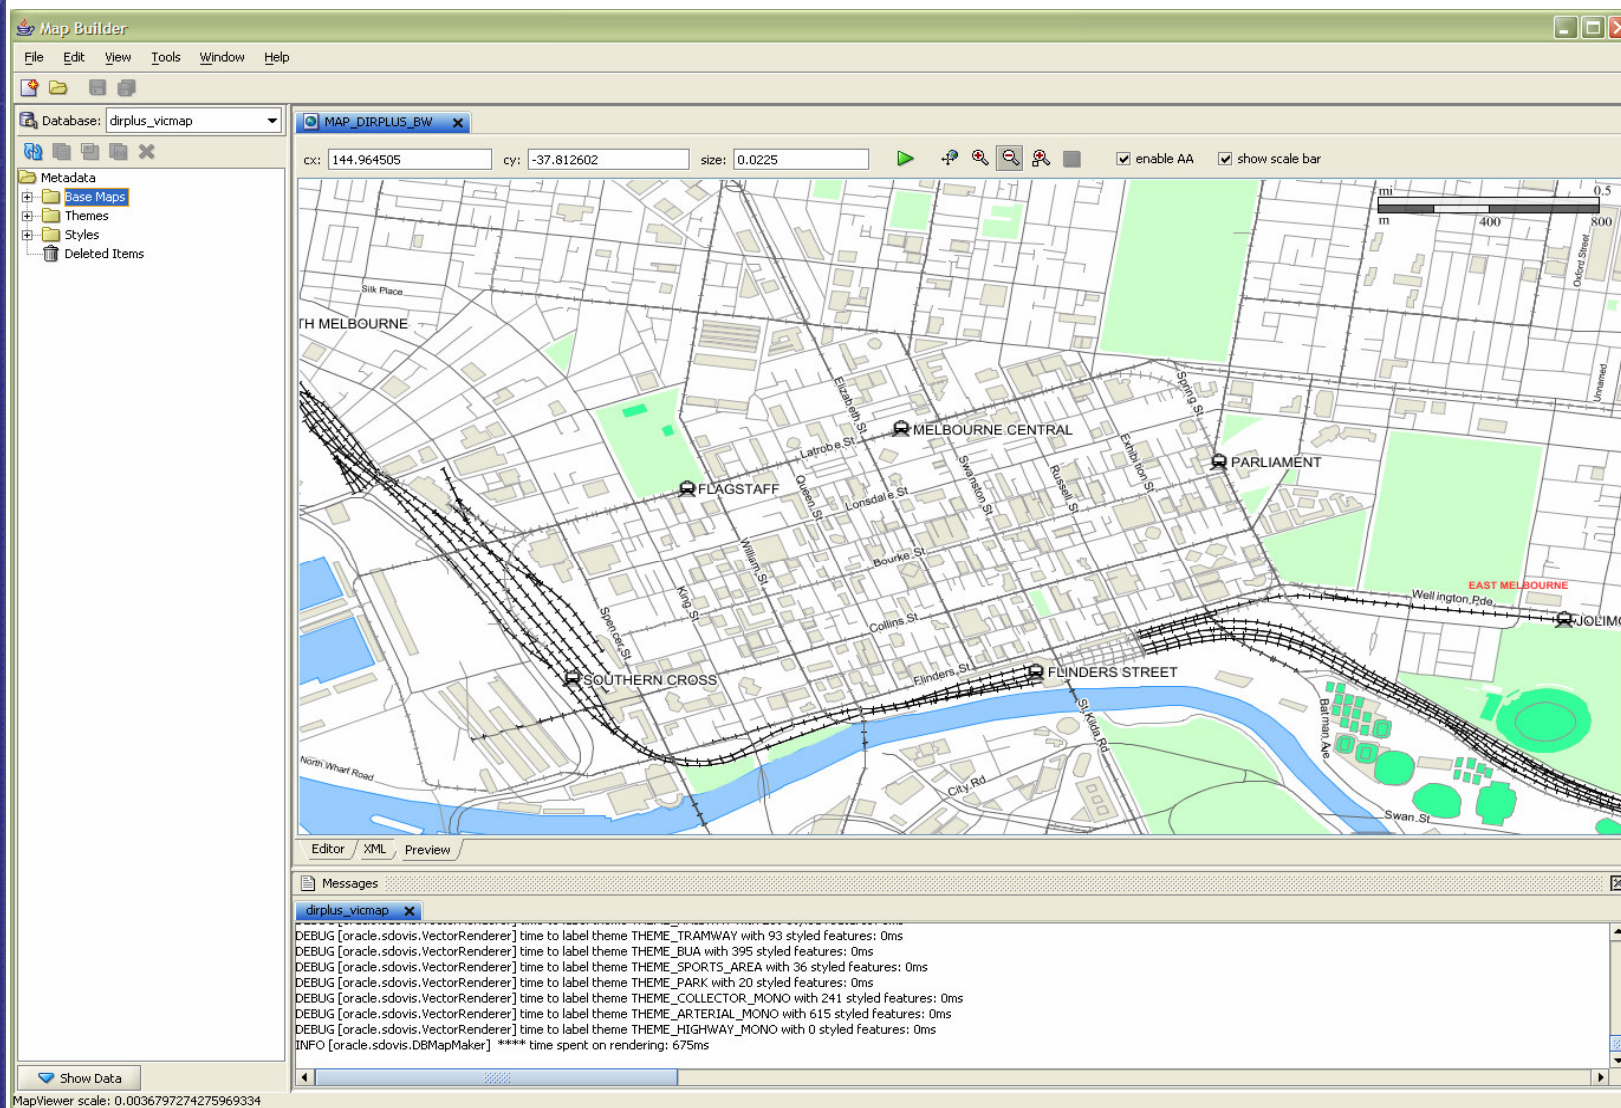 Map Builder
File Edit View Tools Window Help
Database: dirplus_vicmap
MAP_DIRPLUS_BW
cx: 144.964505 cy: -37.812602 size: 0.0225 enable AA show scale bar
Metadata
Base Maps
Themes
Styles
Deleted Items
mi 0.5
m 400 800
Oxford Street
Silk Place
TH MELBOURNE
Unnamed
Elizabeth St
Spring St
MELBOURNE CENTRAL
Latrobe St
Exhibition St
PARLIAMENT
Swanston St
Russell St
FLAGSTAFF
Queen St
Lonsdale St
William St
Bourke St
EAST MELBOURNE
Wellington Pde
King St
Spencer St
Collins St
JOLIMO
Flinders St
FLINDERS STREET
SOUTHERN CROSS
St Kilda Rd
Batman Ave
North Wharf Road
City Rd
Swan St
Editor XML Preview
Messages
dirplus_vicmap
DEBUG [oracle.sdovis.VectorRenderer] time to label theme THEME_TRAMWAY with 93 styled features: 0ms
DEBUG [oracle.sdovis.VectorRenderer] time to label theme THEME_BUA with 395 styled features: 0ms
DEBUG [oracle.sdovis.VectorRenderer] time to label theme THEME_SPORTS_AREA with 36 styled features: 0ms
DEBUG [oracle.sdovis.VectorRenderer] time to label theme THEME_PARK with 20 styled features: 0ms
DEBUG [oracle.sdovis.VectorRenderer] time to label theme THEME_COLLECTOR_MONO with 241 styled features: 0ms
DEBUG [oracle.sdovis.VectorRenderer] time to label theme THEME_ARTERIAL_MONO with 615 styled features: 0ms
DEBUG [oracle.sdovis.VectorRenderer] time to label theme THEME_HIGHWAY_MONO with 0 styled features: 0ms
INFO [oracle.sdovis.DBMapMaker] **** time spent on rendering: 675ms
Show Data
MapViewer scale: 0.0036797274275969334